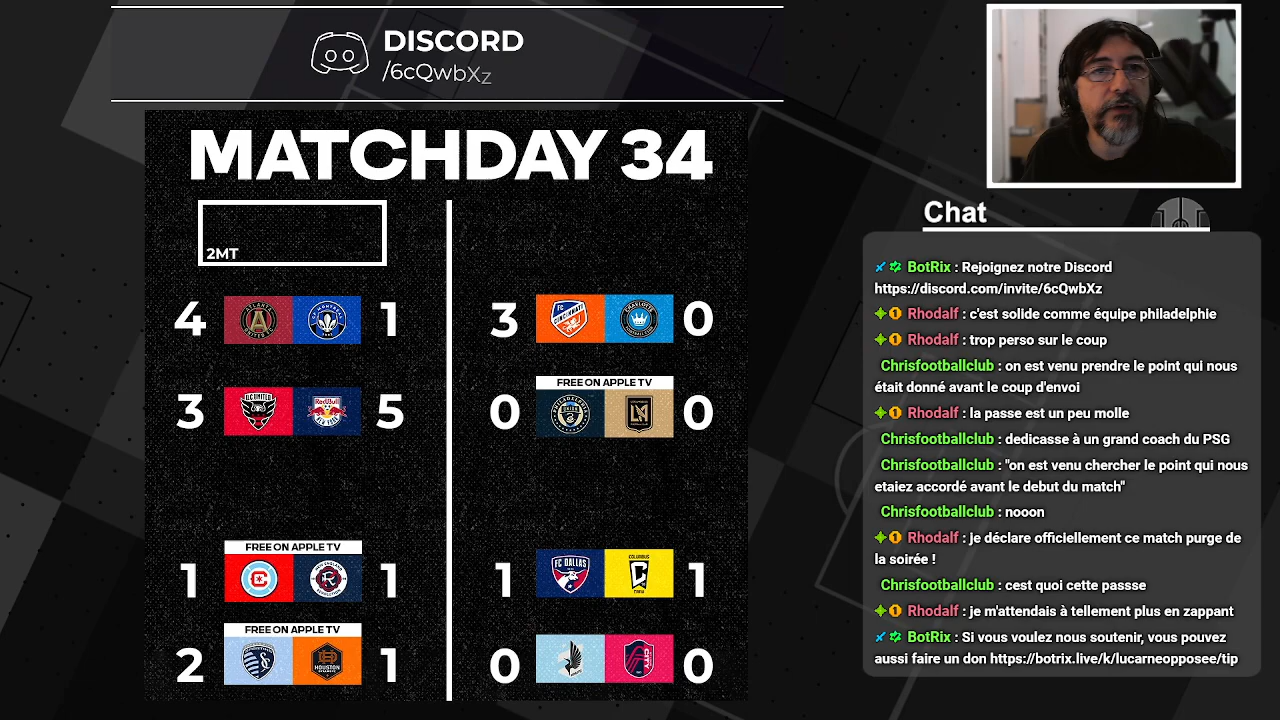 DISCORD
/6cQwbXz
MATCHDAY 34
2MT
4 1
3 5
FREE ON APPLE TV
1 1
FREE ON APPLE TV
2 1
3 0
FREE ON APPLE TV
0 0
1 1
FC DALLAS
COLUMBUS
0 0
Chat
BotRix : Rejoignez notre Discord
https://discord.com/invite/6cQwbXz
Rhodalf : c'est solide comme équipe philadelphie
Rhodalf : trop perso sur le coup
Chrisfootballclub : on est venu prendre le point qui nous
était donné avant le coup d'envoi
Rhodalf : la passe est un peu molle
Chrisfootballclub : dedicasse à un grand coach du PSG
Chrisfootballclub : "on est venu chercher le point qui nous
etaiez accordé avant le debut du match"
Chrisfootballclub : nooon
Rhodalf : je déclare officiellement ce match purge de
la soirée !
Chrisfootballclub : cest quoi cette passse
Rhodalf : je m'attendais à tellement plus en zappant
BotRix : Si vous voulez nous soutenir, vous pouvez
aussi faire un don https://botrix.live/k/lucarneopposee/tip